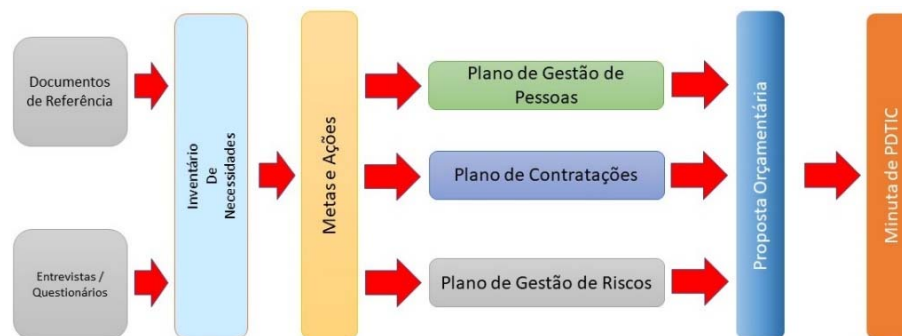 Documentos
de Referência
Entrevistas /
Questionários
Inventário
De
Necessidades
Metas e Ações
Plano de Gestão de
Pessoas
Plano de Contratações
Plano de Gestão de Riscos
Proposta Orçamentária
Minuta de PDTIC